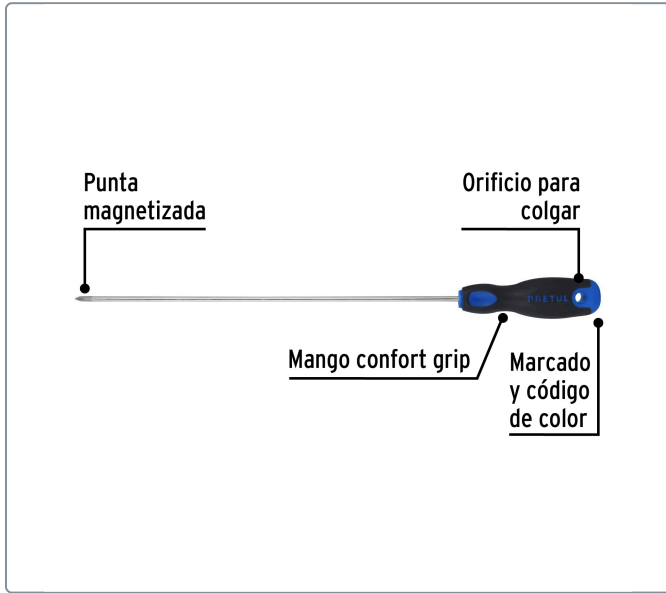 Punta
magnetizada
Orificio para
colgar
PRETUL
Mango confort grip
Marcado
y código
de color